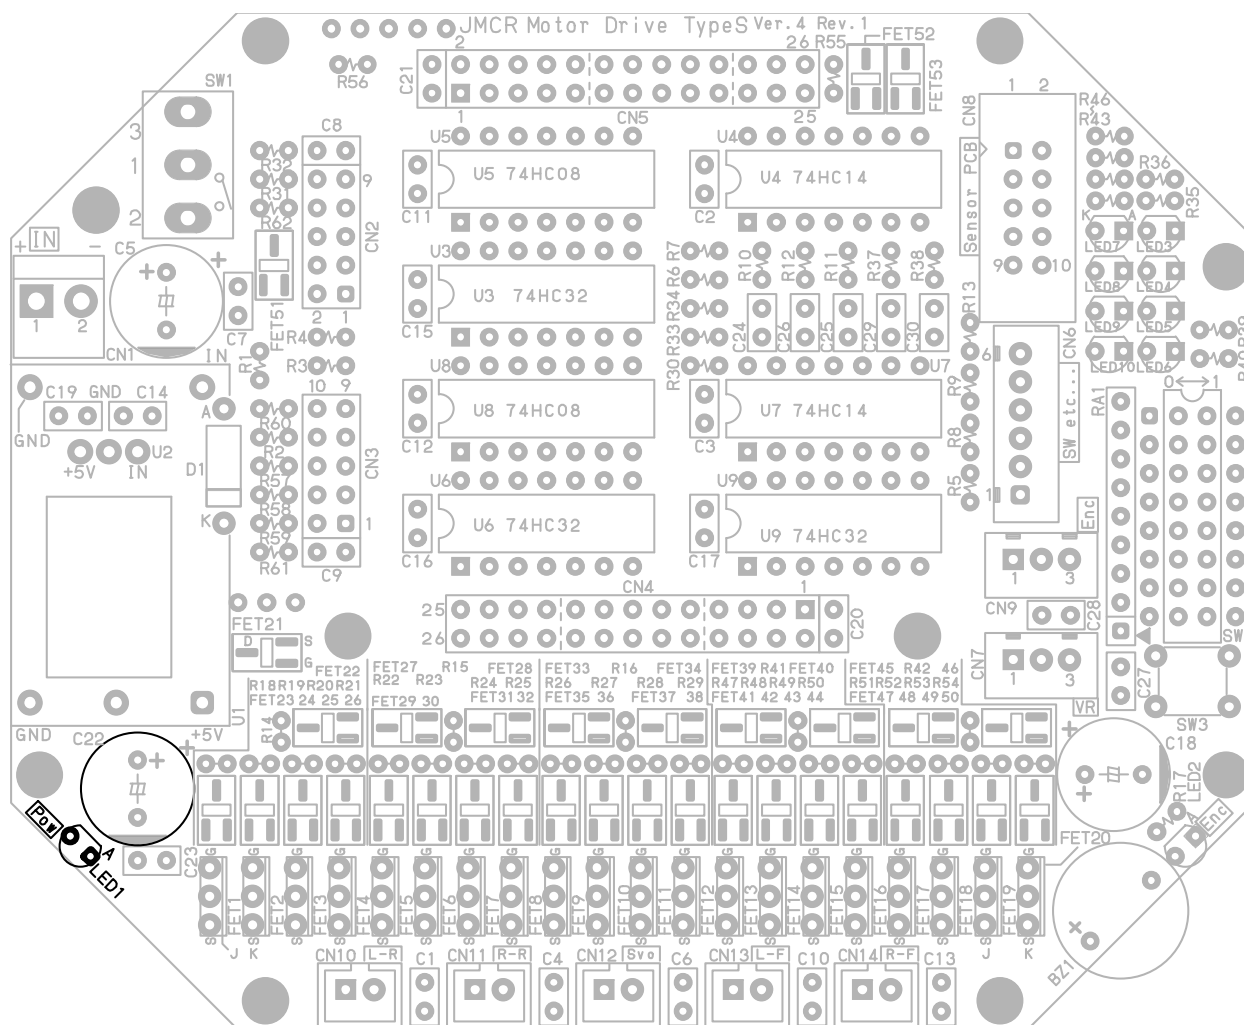 JMCR Motor Drive TypeS Ver.4 Rev.1
2 26 R55 FET52
C21 R56 FET53
1 CN5 25
SW1 3 1 2
C8 R32 R31 R62 9 CN2 2 1
U5 U5 74HC08 C11
U4 U4 74HC14 C2
CN8 1 2 Sensor PCB 9 10
R46 R43 R36 R35
K A
LED7 LED3
LED8 LED4
LED9 LED5
LED10 LED6
R39 R40
+ IN - C5 + +
1 2 CN1 IN C7
FET51
U3 U3 74HC32 C15
R7 R6 R34 R33 R30
R10 R12 R11 R37 R38 R13
C24 C26 C25 C29 C30
R4 R3 R1
U8 U8 74HC08 C12
U7 U7 74HC14 C3
R9 R8 R5
6 CN6 SW etc... 1
RA1 0 1
C19 GND C14 A
GND +5V IN U2 D1 K
10 9 CN3 1
R60 R2 R57 R58 R59 R61 C9
U6 U6 74HC32 C16
U9 U9 74HC32 C17
Enc 1 3 CN9 C28
CN4 1 25 26 C20
CN7 1 3 VR C27 SW
SW3
FET21 D S G
FET22 FET27 R15 FET28 FET33 R16 FET34 FET39 R41 FET40 FET45 R42 46
R18 R19 R20 R21 R22 R23 R24 R25 R26 R27 R28 R29 R47 R48 R49 R50 R51 R52 R53 R54
FET23 24 25 26 FET29 30 FET31 32 FET35 36 FET37 38 FET41 42 43 44 FET47 48 49 50
R14
GND +5V U1
C22 + +
C18 + +
R17 LED2 A Enc
Pow A LED1
C23
FET20
G G G G G G G G G G G G G G G G G G G G
FET1 FET2 FET3 FET4 FET5 FET6 FET7 FET8 FET9 FET10 FET11 FET12 FET13 FET14 FET15 FET16 FET17 FET18 FET19
S S S S S S S S S S S S S S S S S S S S
J K J K
CN10 L-R C1 CN11 R-R C4 CN12 Svo C6 CN13 L-F C10 CN14 R-F C13
BZ1 +